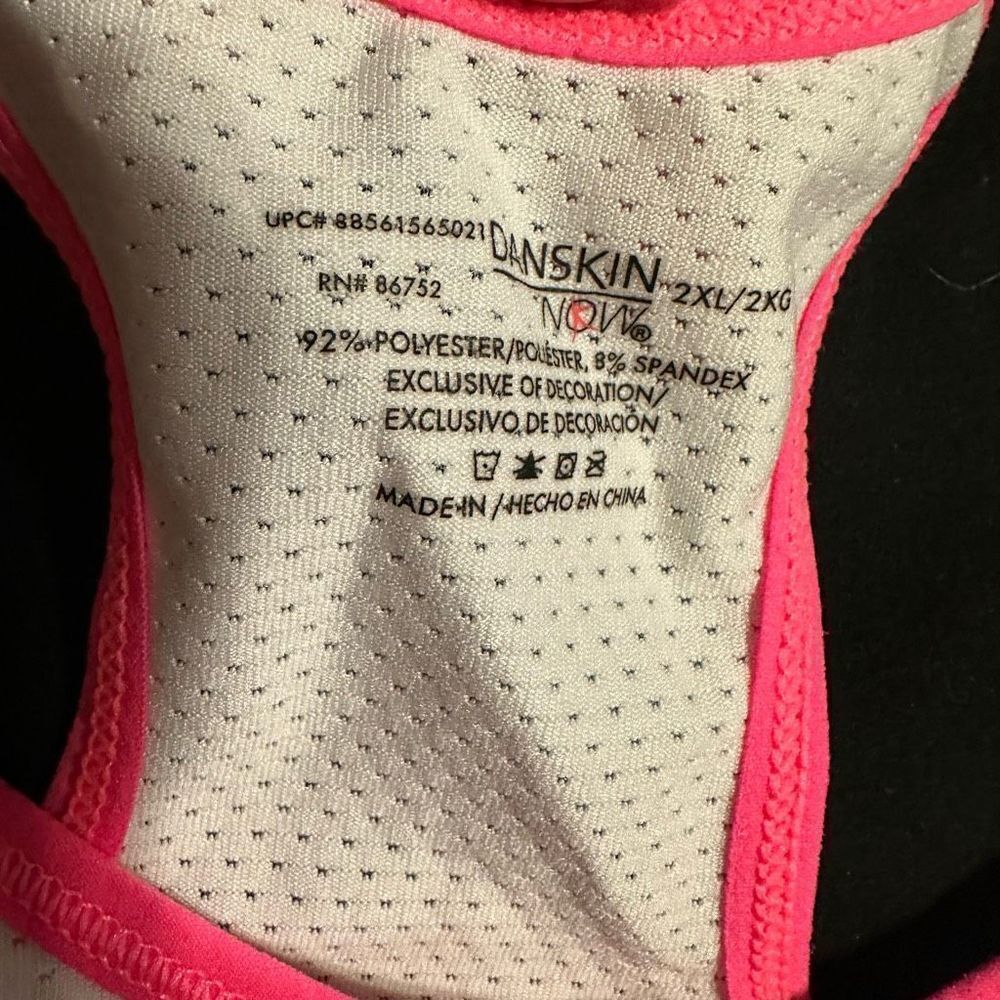 UPC# 88561565021
DANSKIN
NOW®
RN# 86752
2XL/2XG
92% POLYESTER/POLIÉSTER, 8% SPANDEX
EXCLUSIVE OF DECORATION/
EXCLUSIVO DE DECORACIÓN
MADE IN / HECHO EN CHINA